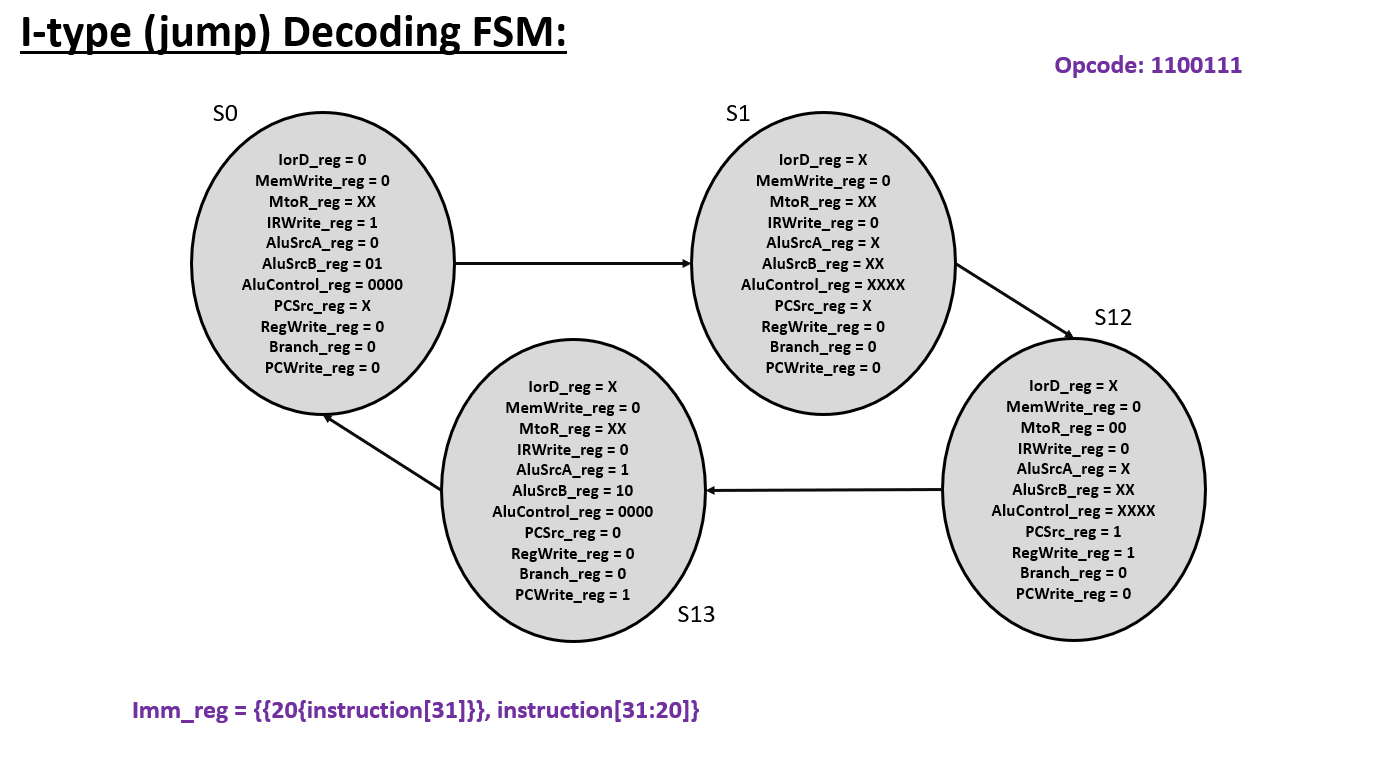 I-type (jump) Decoding FSM:
Opcode: 1100111
S0
IorD_reg = 0
MemWrite_reg = 0
MtoR_reg = XX
IRWrite_reg = 1
AluSrcA_reg = 0
AluSrcB_reg = 01
AluControl_reg = 0000
PCSrc_reg = X
RegWrite_reg = 0
Branch_reg = 0
PCWrite_reg = 0
S1
IorD_reg = X
MemWrite_reg = 0
MtoR_reg = XX
IRWrite_reg = 0
AluSrcA_reg = X
AluSrcB_reg = XX
AluControl_reg = XXXX
PCSrc_reg = X
RegWrite_reg = 0
Branch_reg = 0
PCWrite_reg = 0
S12
IorD_reg = X
MemWrite_reg = 0
MtoR_reg = 00
IRWrite_reg = 0
AluSrcA_reg = X
AluSrcB_reg = XX
AluControl_reg = XXXX
PCSrc_reg = 1
RegWrite_reg = 1
Branch_reg = 0
PCWrite_reg = 0
IorD_reg = X
MemWrite_reg = 0
MtoR_reg = XX
IRWrite_reg = 0
AluSrcA_reg = 1
AluSrcB_reg = 10
AluControl_reg = 0000
PCSrc_reg = 0
RegWrite_reg = 0
Branch_reg = 0
PCWrite_reg = 1
S13
Imm_reg = {{20{instruction[31]}}, instruction[31:20]}